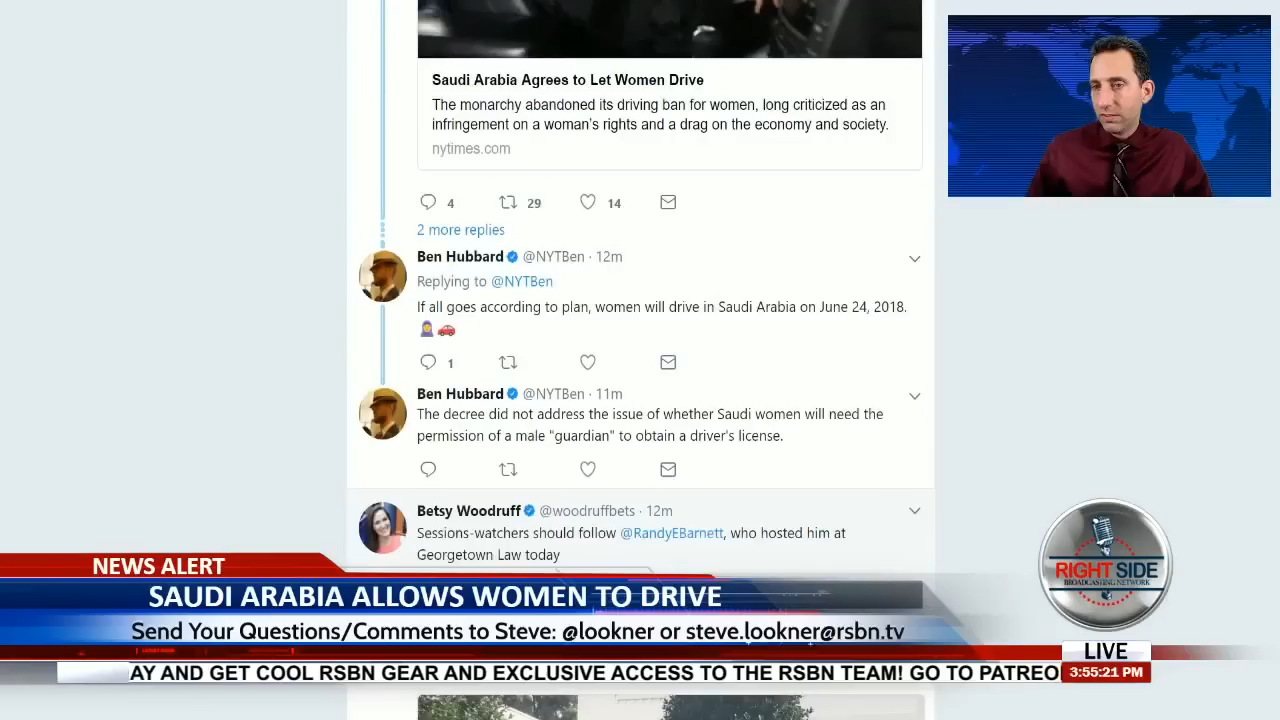 Saudi Arabia Agrees to Let Women Drive
The monarchy abandoned its driving ban for women, long criticized as an
infringement on a woman's rights and a drag on the economy and society.
nytimes.com
4 29 14
2 more replies
Ben Hubbard @NYTBen · 12m
Replying to @NYTBen
If all goes according to plan, women will drive in Saudi Arabia on June 24, 2018.
1
Ben Hubbard @NYTBen · 11m
The decree did not address the issue of whether Saudi women will need the
permission of a male "guardian" to obtain a driver's license.
Betsy Woodruff @woodruffbets · 12m
Sessions-watchers should follow @RandyEBarnett, who hosted him at
Georgetown Law today
RIGHT SIDE
BROADCASTING NETWORK
NEWS ALERT
SAUDI ARABIA ALLOWS WOMEN TO DRIVE
Send Your Questions/Comments to Steve: @lookner or steve.lookner@rsbn.tv
LIVE
3:55:21 PM
AY AND GET COOL RSBN GEAR AND EXCLUSIVE ACCESS TO THE RSBN TEAM! GO TO PATREO